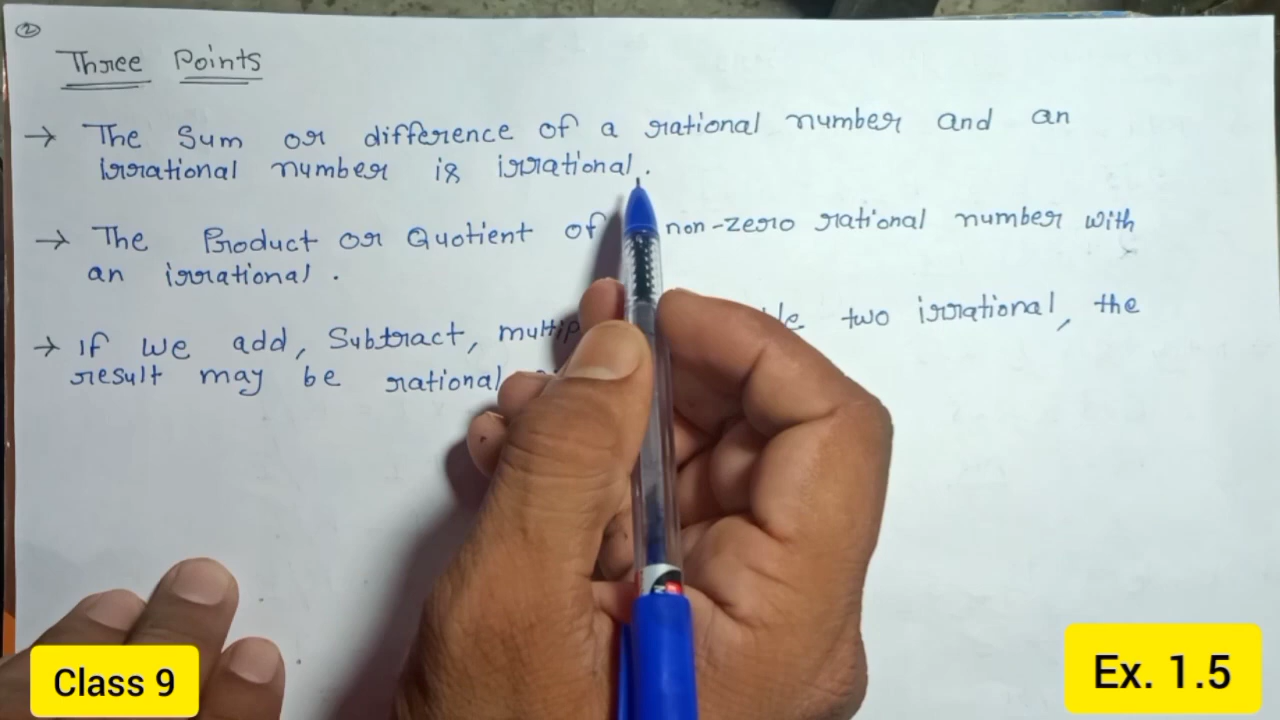 ②
Three Points
→ The Sum or difference of a rational number and an
irrational number is irrational.
→ The Product or Quotient of non-zero rational number with
an irrational .
→ If we add, Subtract, two irrational, the
result may be rational
Class 9
Ex. 1.5